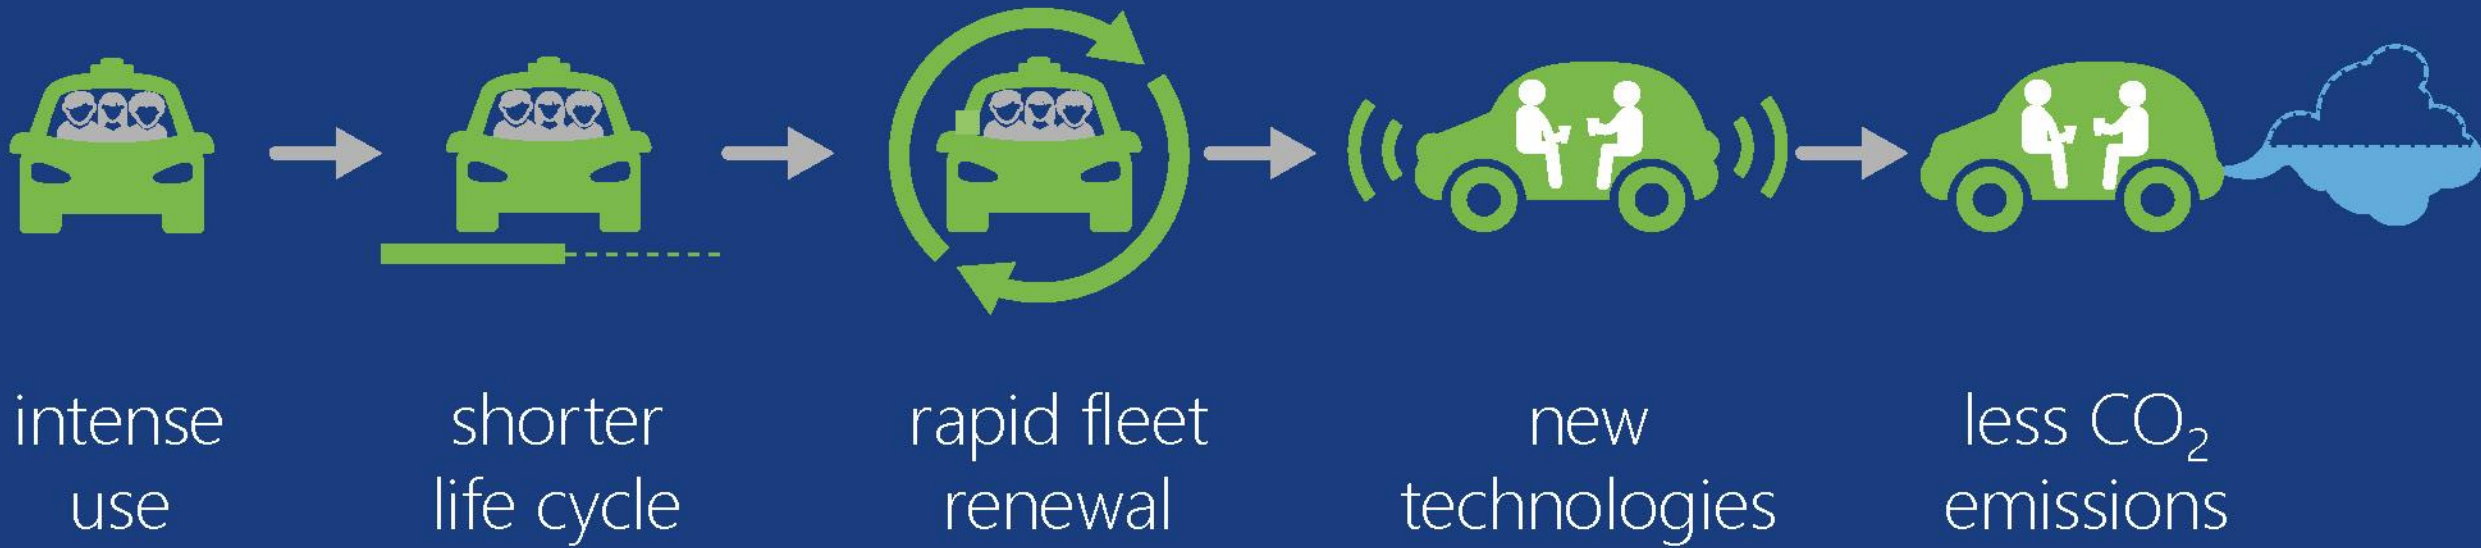 intense
use
shorter
life cycle
rapid fleet
renewal
new
technologies
less CO₂
emissions